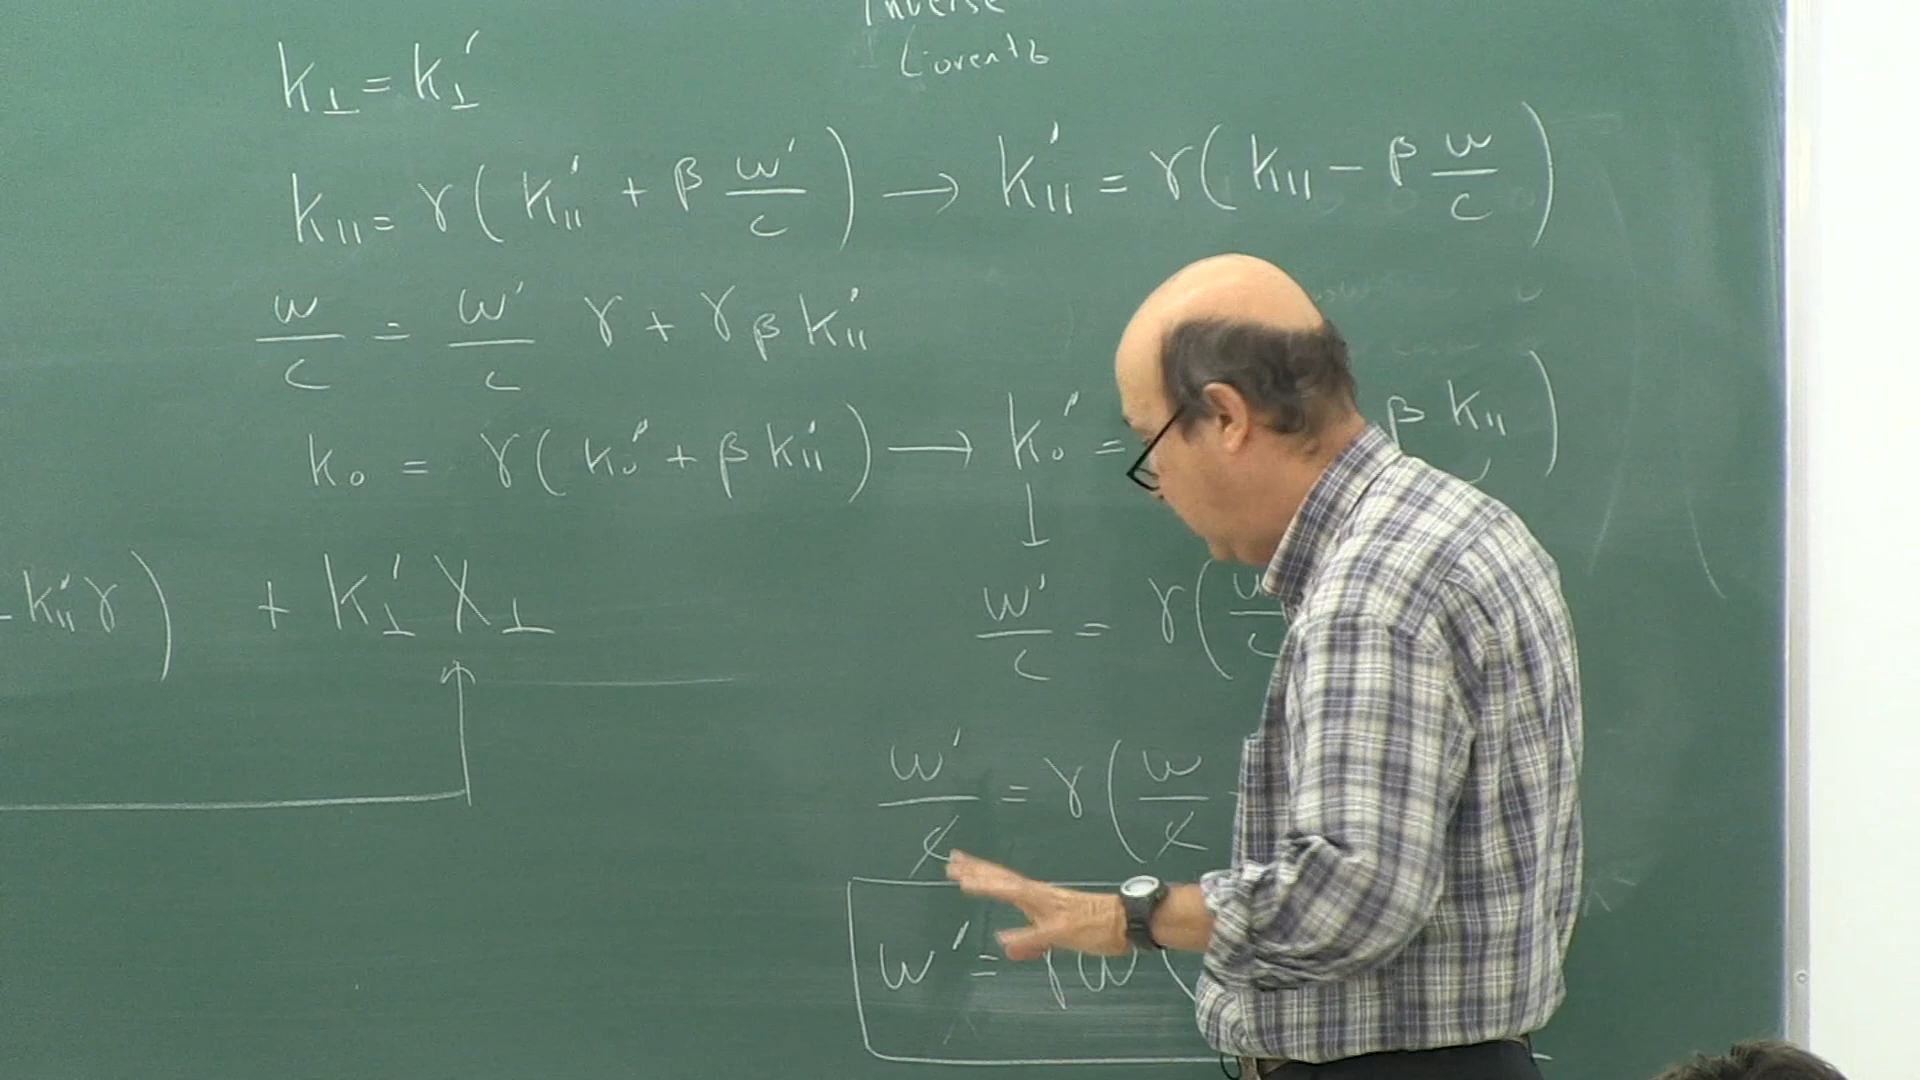 Inverse
Lorentz
k⊥ = k'⊥
k∥ = γ( k'∥ + β ω'/c ) → k'∥ = γ( k∥ − β ω/c )
ω/c = ω'/c γ + γβ k'∥
k₀ = γ( k₀' + β k'∥ ) → k₀' = β k∥ )
− k'∥ γ ) + k'⊥ X⊥
ω'/c = γ( ω/c
ω'/c = γ( ω/c
ω' = γω (